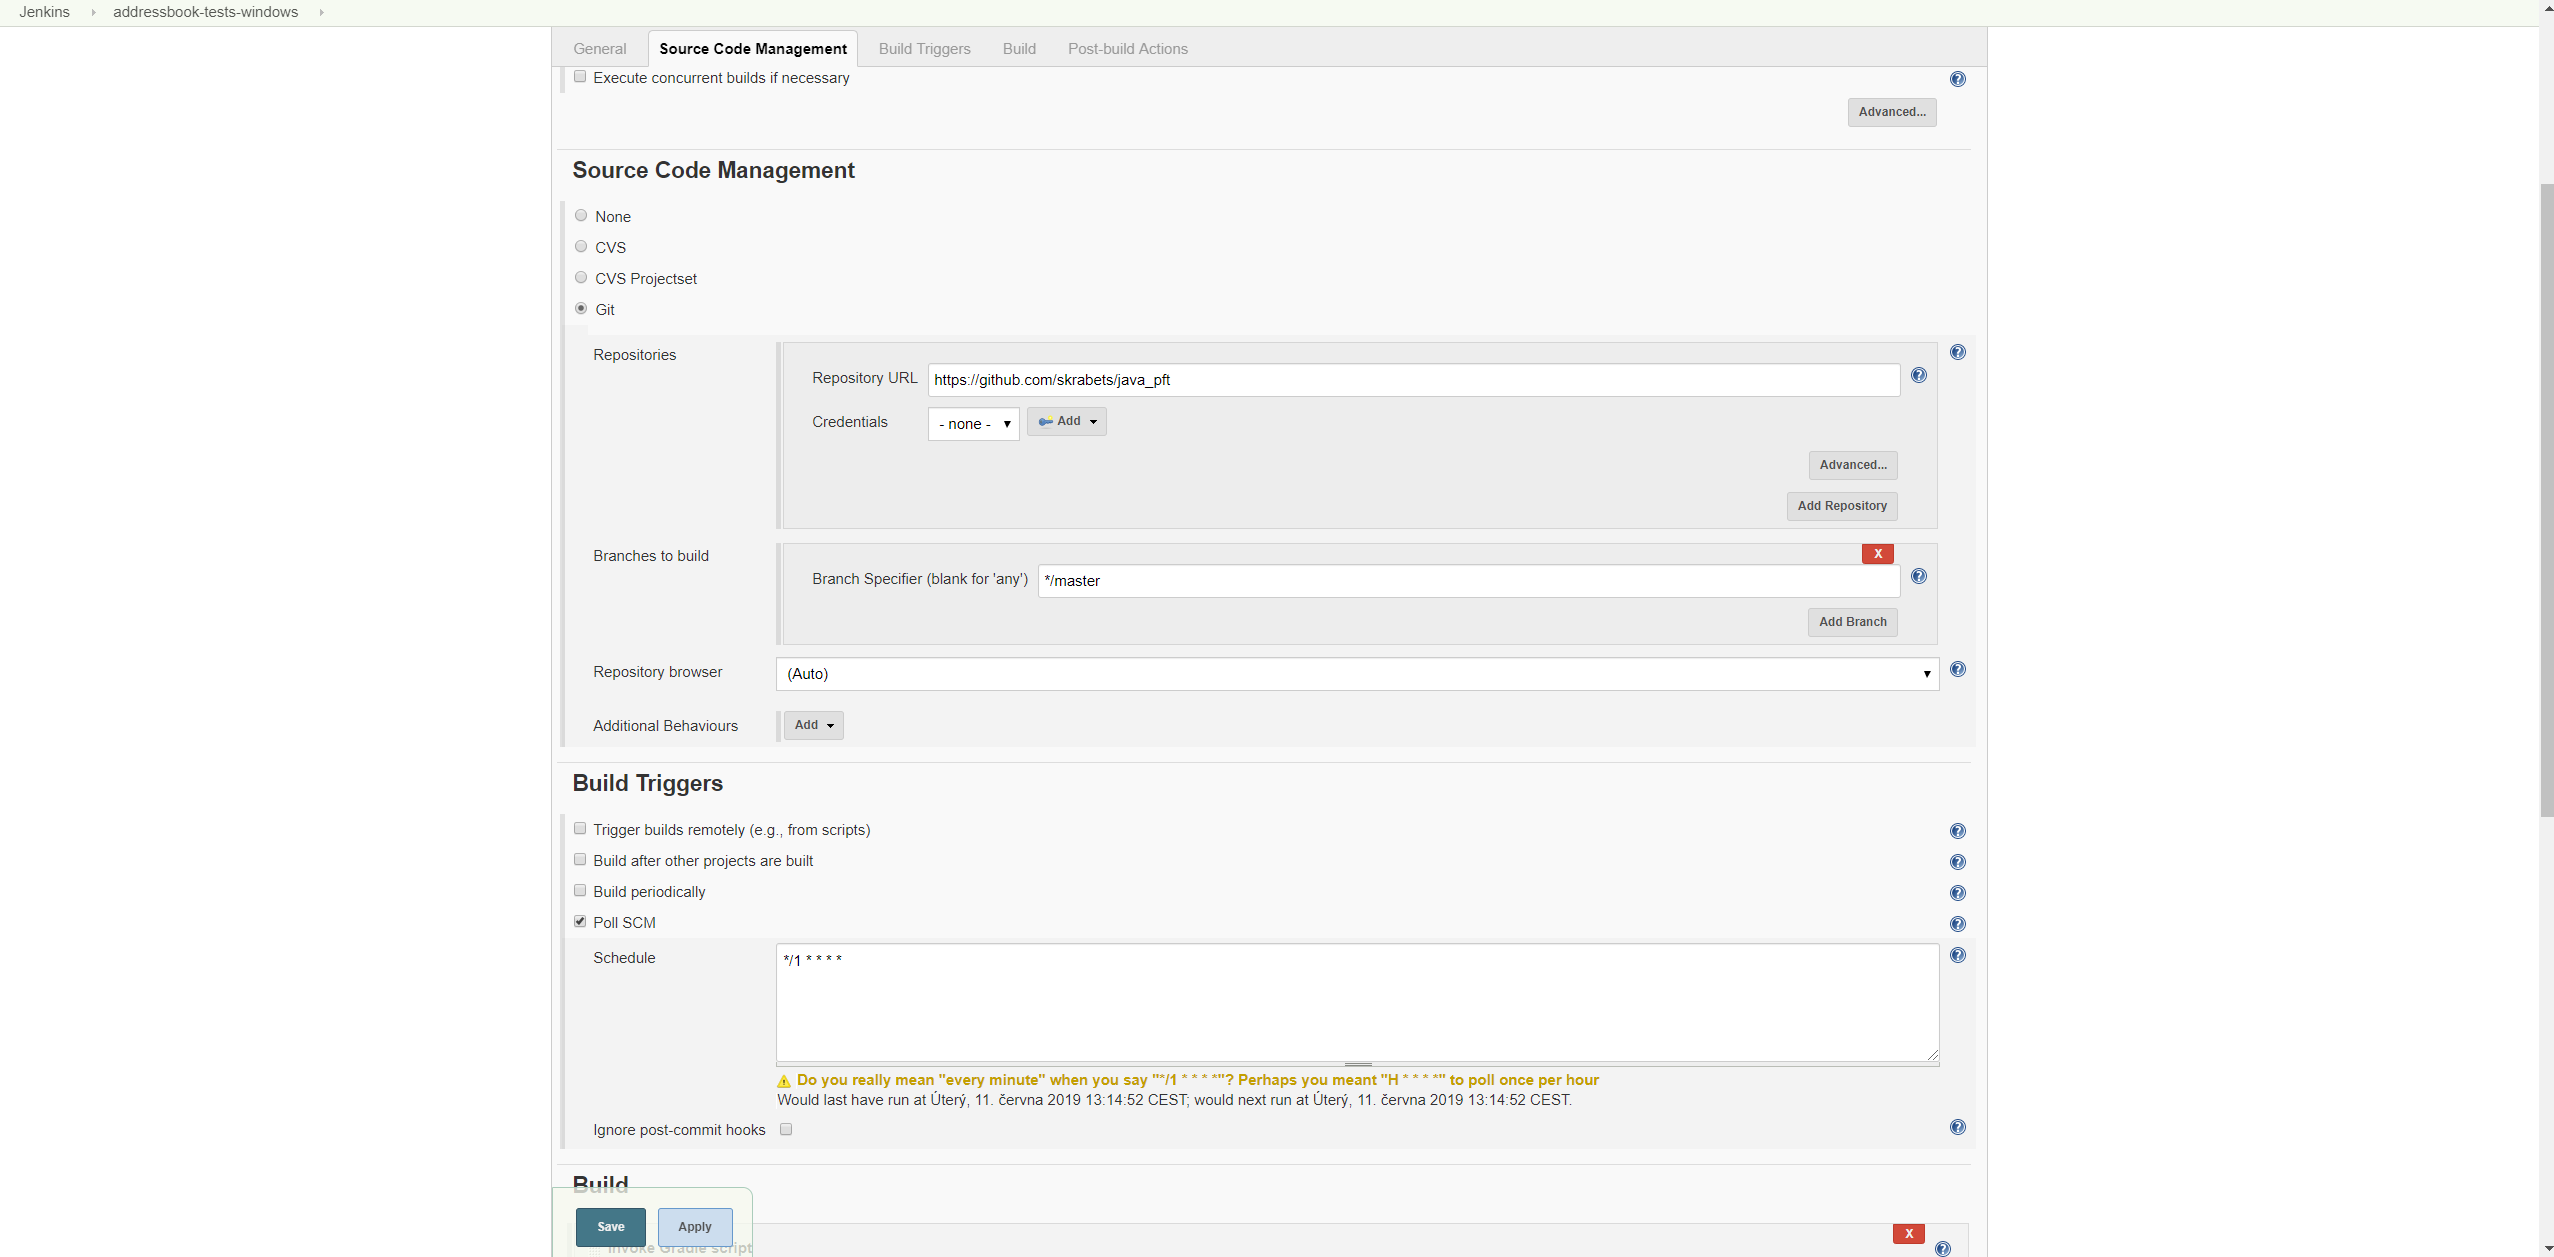 Jenkins addressbook-tests-windows
General Source Code Management Build Triggers Build Post-build Actions
Execute concurrent builds if necessary
Advanced...
Source Code Management
None
CVS
CVS Projectset
Git
Repositories
Repository URL https://github.com/skrabets/java_pft
Credentials - none - Add
Advanced...
Add Repository
Branches to build
X
Branch Specifier (blank for 'any') */master
Add Branch
Repository browser (Auto)
Additional Behaviours Add
Build Triggers
Trigger builds remotely (e.g., from scripts)
Build after other projects are built
Build periodically
Poll SCM
Schedule */1 * * * *
Do you really mean "every minute" when you say "*/1 * * * *"? Perhaps you meant "H * * * *" to poll once per hour
Would last have run at Úterý, 11. června 2019 13:14:52 CEST; would next run at Úterý, 11. června 2019 13:14:52 CEST.
Ignore post-commit hooks
Build
Save Apply
X
Invoke Gradle script